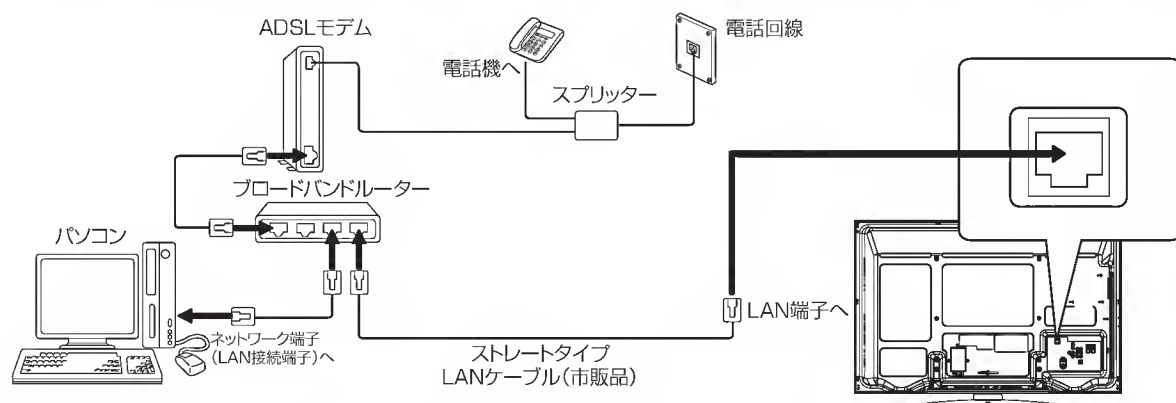 ADSLモデム
電話機へ
電話回線
スプリッター
ブロードバンドルーター
パソコン
ネットワーク端子
(LAN接続端子)へ
ストレートタイプ
LANケーブル(市販品)
LAN端子へ